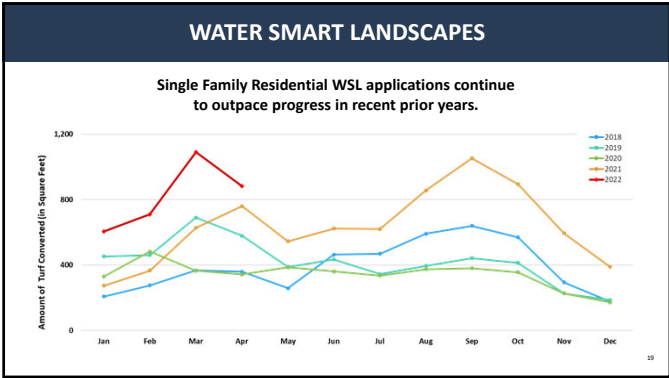 WATER SMART LANDSCAPES
Single Family Residential WSL applications continue
to outpace progress in recent prior years.
Amount of Turf Converted (in Square Feet)
1,200
800
400
0
Jan Feb Mar Apr May Jun Jul Aug Sep Oct Nov Dec
2018
2019
2020
2021
2022
19